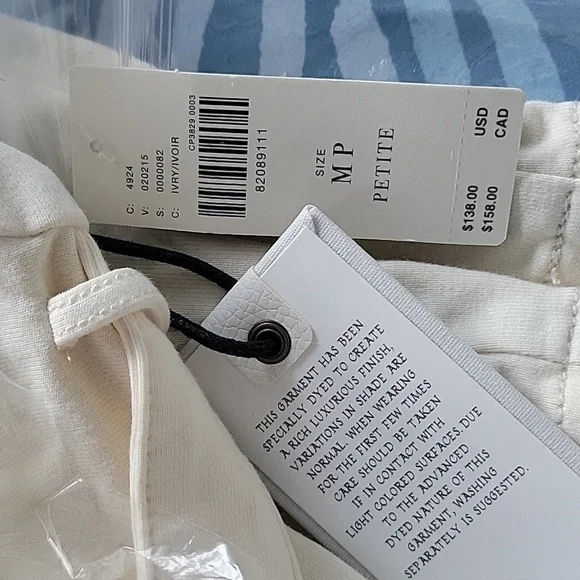 C: 4924
V: 020215
S: 0000082
C: IVRY/IVOIR
CP3829 0003
82089111
SIZE
MP
PETITE
$138.00 USD
$158.00 CAD
THIS GARMENT HAS BEEN
SPECIALLY DYED TO CREATE
A RICH LUXURIOUS FINISH,
VARIATIONS IN SHADE ARE
NORMAL. WHEN WEARING
FOR THE FIRST FEW TIMES
CARE SHOULD BE TAKEN
IF IN CONTACT WITH
LIGHT COLORED SURFACES. DUE
TO THE ADVANCED
DYED NATURE OF THIS
GARMENT, WASHING
SEPARATELY IS SUGGESTED.